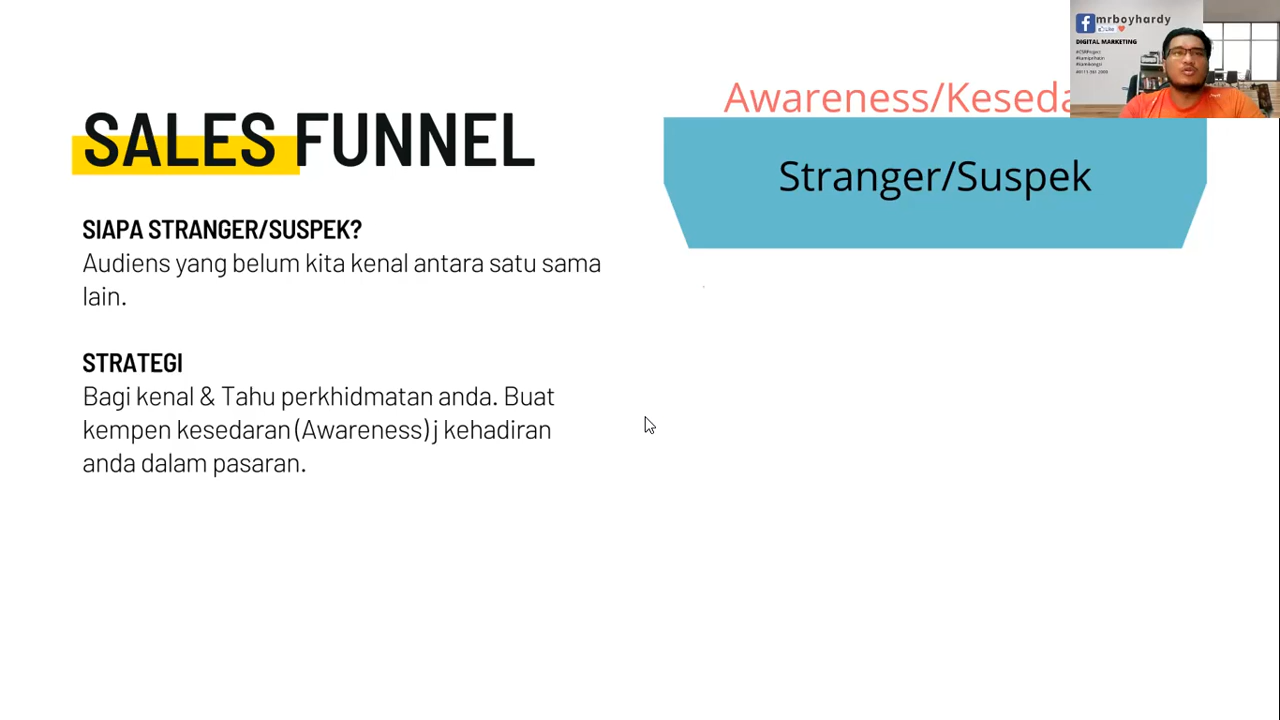 SALES FUNNEL
SIAPA STRANGER/SUSPEK?
Audiens yang belum kita kenal antara satu sama
lain.
STRATEGI
Bagi kenal & Tahu perkhidmatan anda. Buat
kempen kesedaran (Awareness) j kehadiran
anda dalam pasaran.
Awareness/Keseda
Stranger/Suspek
mrboyhardy
Like
DIGITAL MARKETING